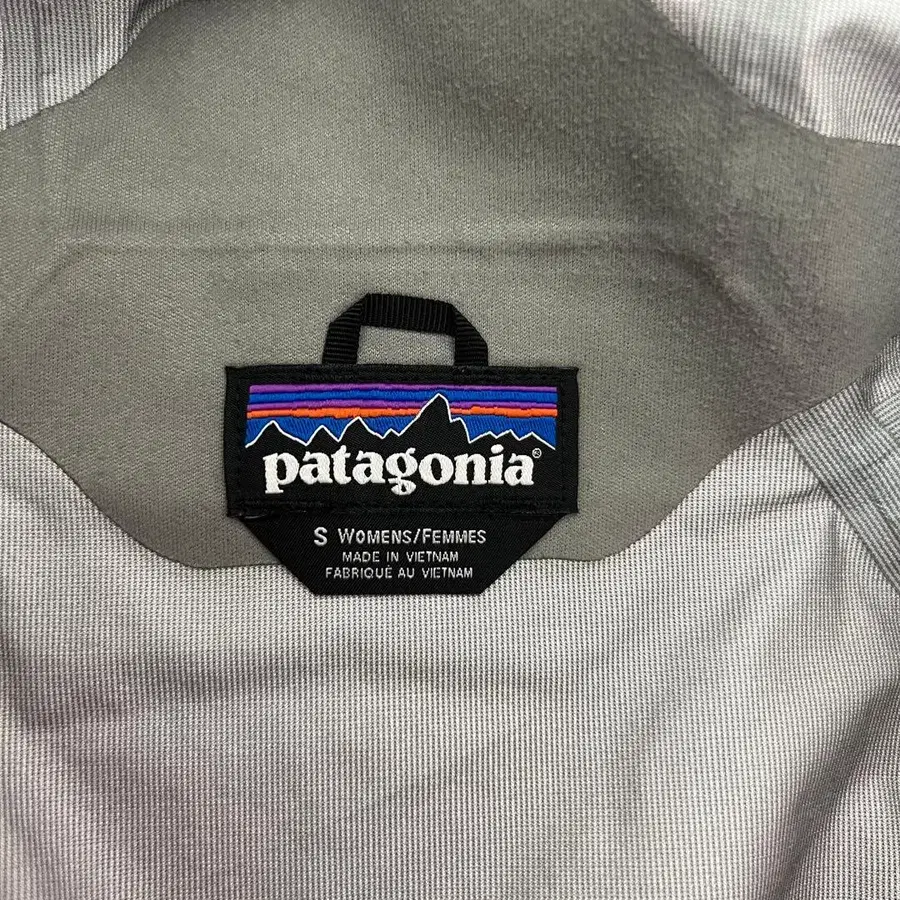 patagonia®
S WOMENS/FEMMES
MADE IN VIETNAM
FABRIQUÉ AU VIETNAM